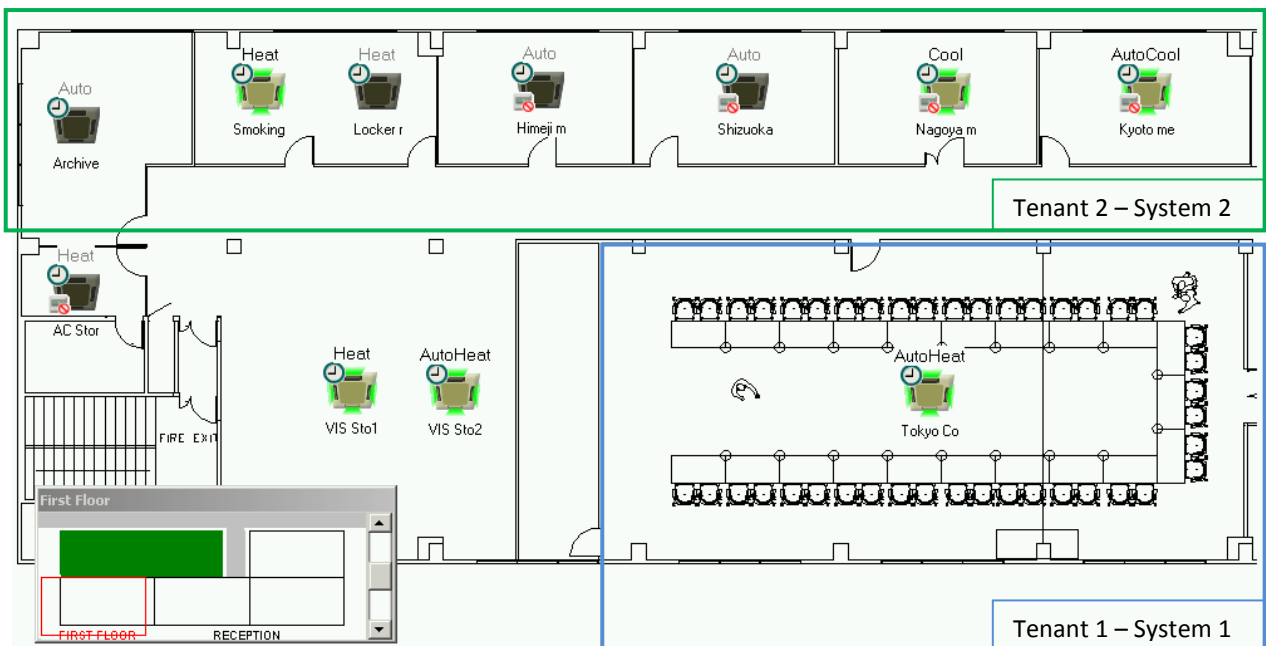 Heat
Heat
Auto
Auto
Cool
AutoCool
Auto
Smoking
Locker r
Himeji m
Shizuoka
Nagoya m
Kyoto me
Archive
Tenant 2 – System 2
Heat
AC Stor
Heat
AutoHeat
AutoHeat
VIS Sto1
VIS Sto2
Tokyo Co
FIRE EXIT
First Floor
FIRST FLOOR
RECEPTION
Tenant 1 – System 1